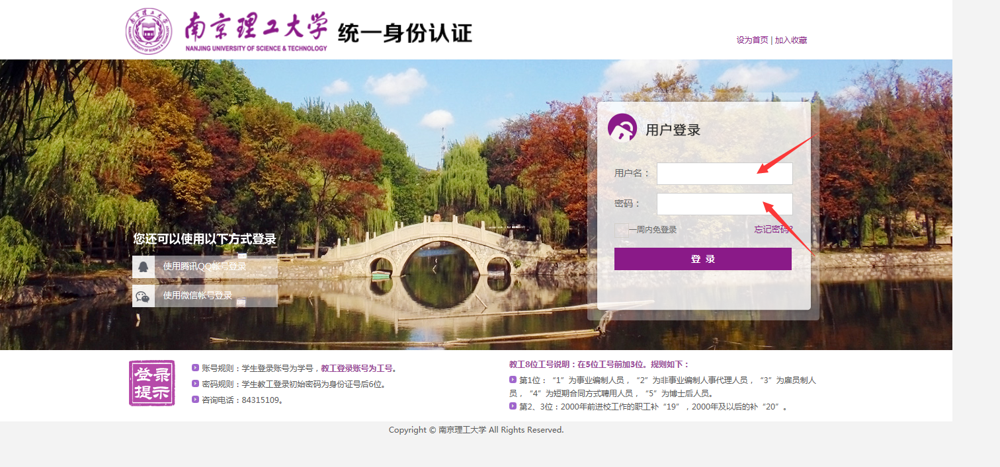 南京理工大学 统一身份认证
NANJING UNIVERSITY OF SCIENCE & TECHNOLOGY
设为首页 | 加入收藏
用户登录
用户名：
密码：
一周内免登录 忘记密码?
登 录
您还可以使用以下方式登录
使用腾讯QQ帐号登录
使用微信帐号登录
登录
提示
账号规则：学生登录账号为学号，教工登录账号为工号。
密码规则：学生教工登录初始密码为身份证号后6位。
咨询电话：84315109。
教工8位工号说明：在5位工号前加3位。规则如下：
第1位：“1”为事业编制人员，“2”为非事业编制人事代理人员，“3”为雇员制人
员，“4”为短期合同方式聘用人员，“5”为博士后人员。
第2、3位：2000年前进校工作的职工补“19”，2000年及以后的补“20”。
Copyright © 南京理工大学 All Rights Reserved.